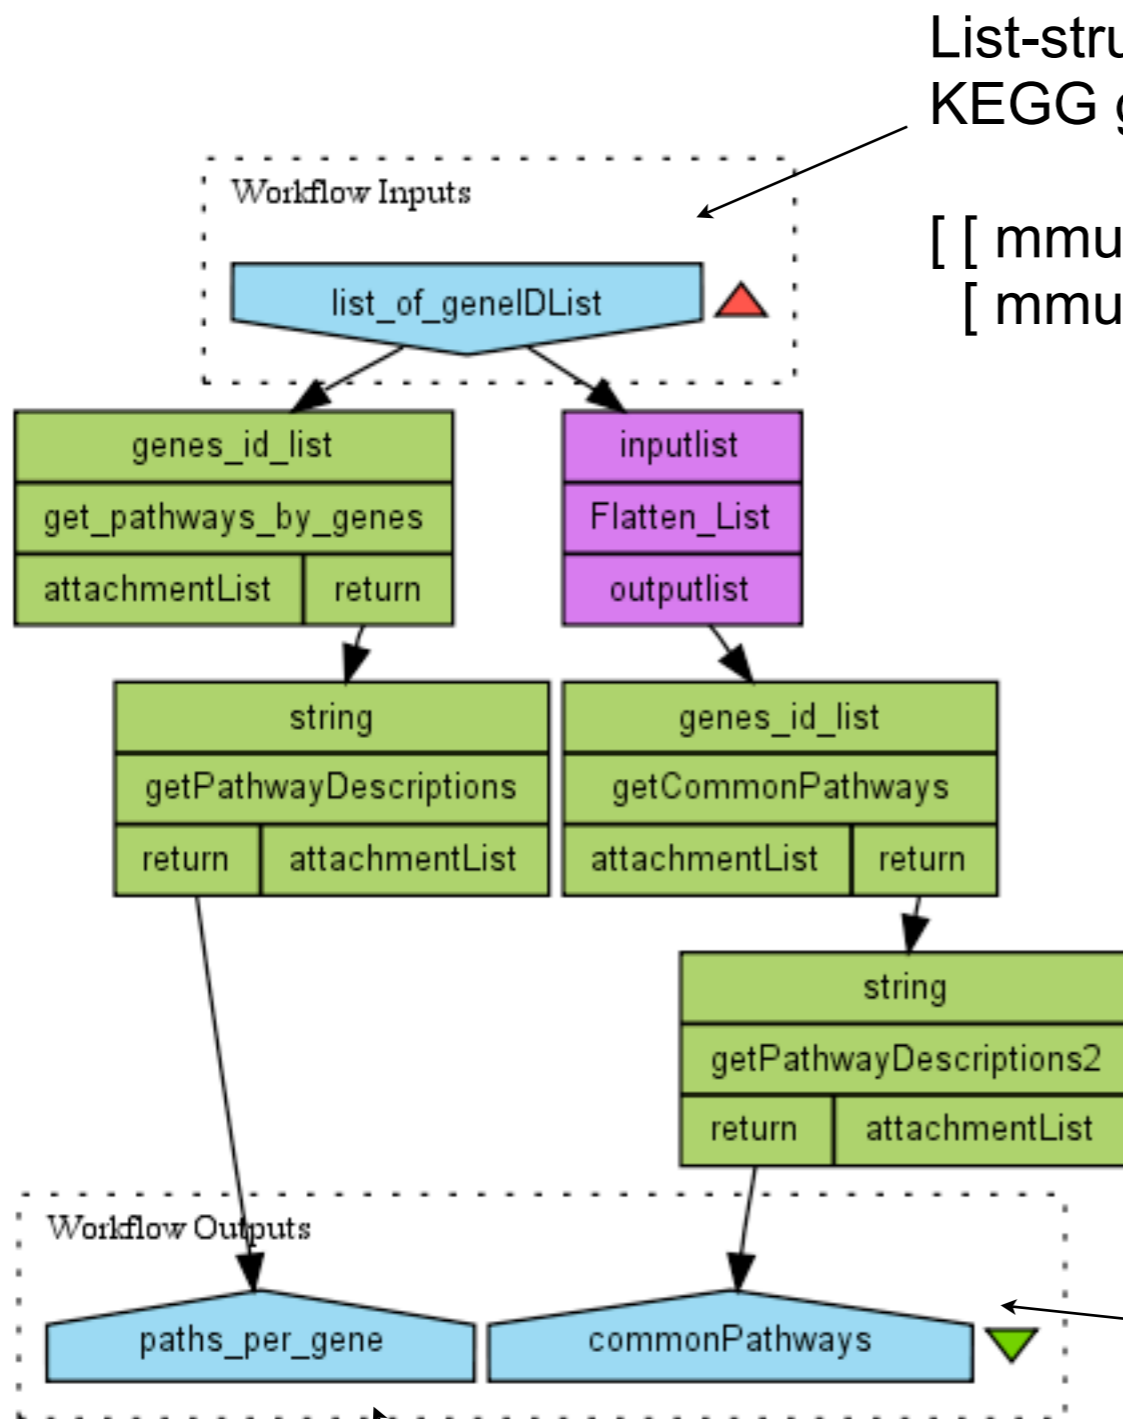 List-stru
KEGG g
[ [ mmu
[ mmu
Workflow Inputs
list_of_geneIDList
genes_id_list
get_pathways_by_genes
attachmentList return
inputlist
Flatten_List
outputlist
string
getPathwayDescriptions
return attachmentList
genes_id_list
getCommonPathways
attachmentList return
string
getPathwayDescriptions2
return attachmentList
Workflow Outputs
paths_per_gene
commonPathways